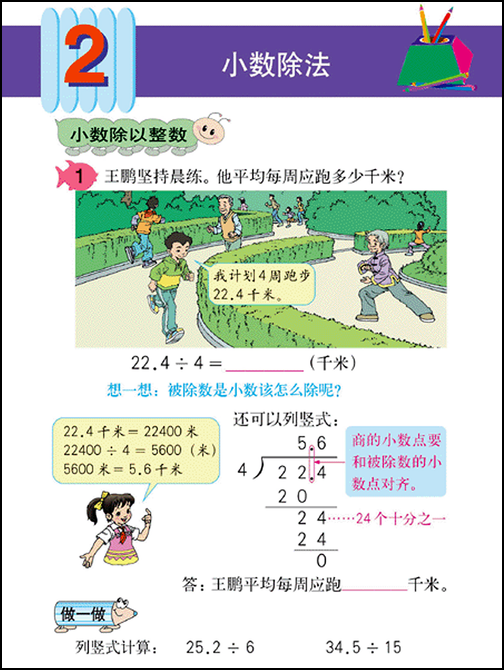 2
小数除法
小数除以整数
1
王鹏坚持晨练。他平均每周应跑多少千米?
我计划4周跑步
22.4千米。
22.4÷4=________(千米)
想一想：被除数是小数该怎么除呢?
22.4千米=22400米
22400÷4=5600(米)
5600米=5.6千米
还可以列竖式：
5.6
4 22.4
20
24……24个十分之一
24
0
商的小数点要
和被除数的小
数点对齐。
答：王鹏平均每周应跑________千米。
做一做
列竖式计算： 25.2÷6 34.5÷15